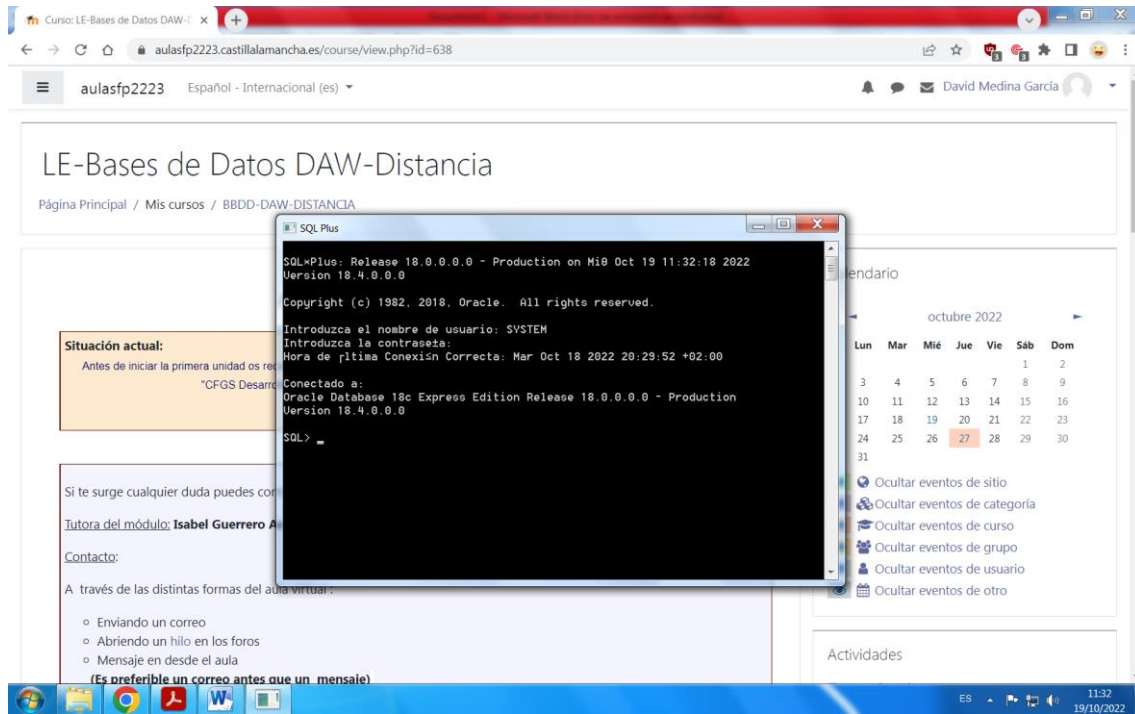 Curso: LE-Bases de Datos DAW-D
aulasfp2223.castillalamancha.es/course/view.php?id=638
aulasfp2223
Español - Internacional (es)
David Medina García
LE-Bases de Datos DAW-Distancia
Página Principal / Mis cursos / BBDD-DAW-DISTANCIA
Situación actual:
Antes de iniciar la primera unidad os rec
"CFGS Desarro
Si te surge cualquier duda puedes con
Tutora del módulo: Isabel Guerrero A
Contacto:
A través de las distintas formas del aula virtual :
Enviando un correo
Abriendo un hilo en los foros
Mensaje en desde el aula
(Es preferible un correo antes que un mensaje)
SQL Plus
SQL*Plus: Release 18.0.0.0.0 - Production on Miθ Oct 19 11:32:18 2022
Version 18.4.0.0.0
Copyright (c) 1982, 2018, Oracle. All rights reserved.
Introduzca el nombre de usuario: SYSTEM
Introduzca la contraseta:
Hora de ┌ltima Conexi≤n Correcta: Mar Oct 18 2022 20:29:52 +02:00
Conectado a:
Oracle Database 18c Express Edition Release 18.0.0.0.0 - Production
Version 18.4.0.0.0
SQL> _
endario
octubre 2022
Lun Mar Mié Jue Vie Sáb Dom
1 2
3 4 5 6 7 8 9
10 11 12 13 14 15 16
17 18 19 20 21 22 23
24 25 26 27 28 29 30
31
Ocultar eventos de sitio
Ocultar eventos de categoría
Ocultar eventos de curso
Ocultar eventos de grupo
Ocultar eventos de usuario
Ocultar eventos de otro
Actividades
ES
11:32
19/10/2022